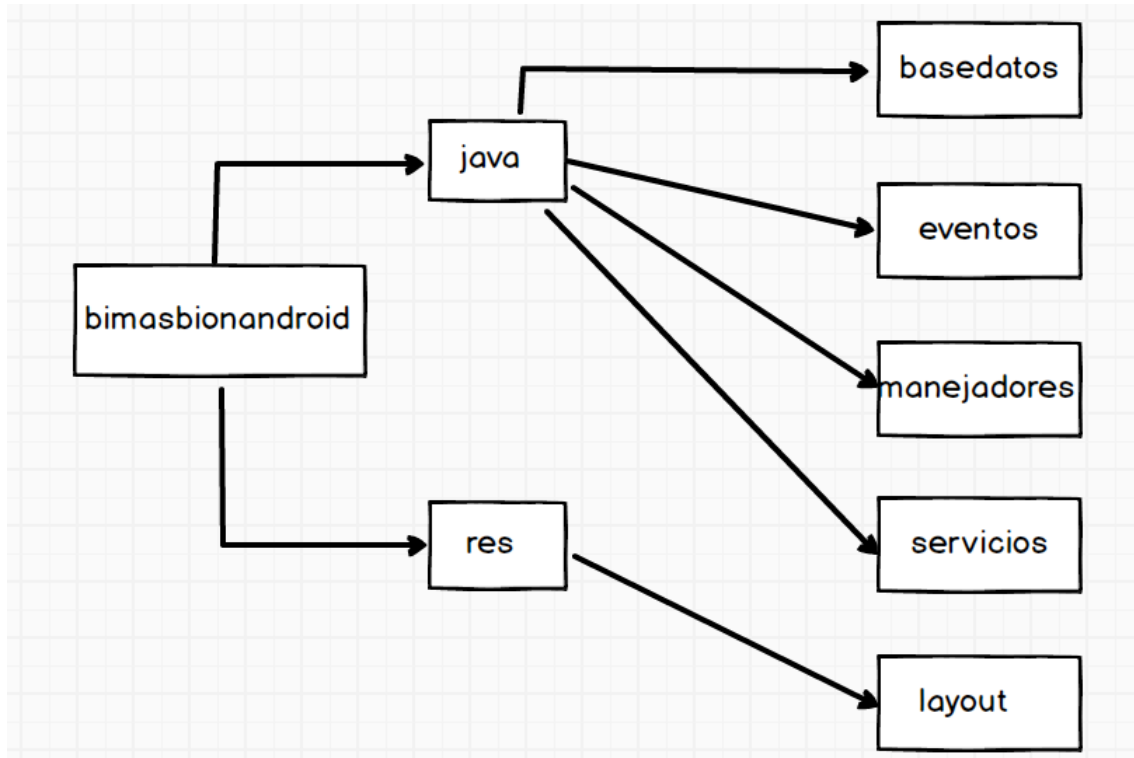 basedatos
java
eventos
bimasbionandroid
manejadores
res
servicios
layout